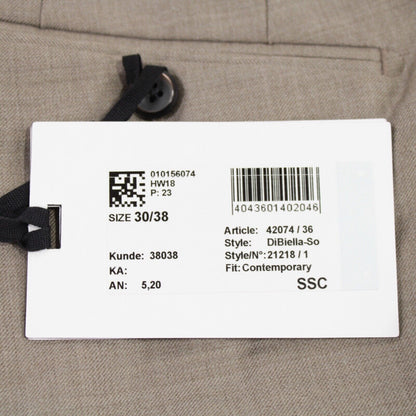 010156074
HW18
P: 23
SIZE 30/38
4043601402046
Kunde: 38038
KA:
AN: 5,20
Article: 42074 / 36
Style: DiBiella-So
Style/N°: 21218 / 1
Fit: Contemporary
SSC